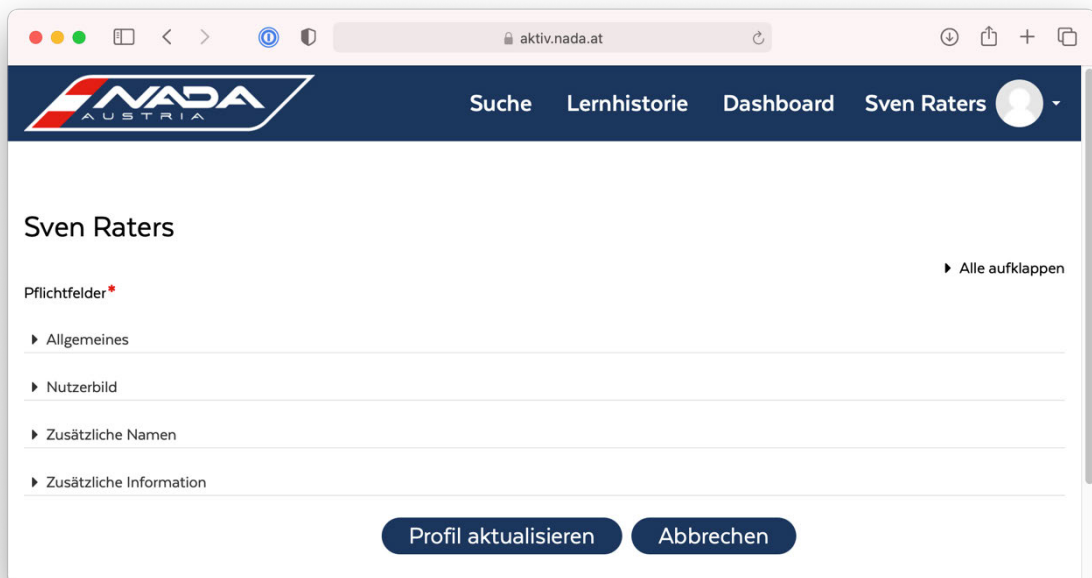 aktiv.nada.at
NADA
AUSTRIA
Suche Lernhistorie Dashboard Sven Raters
Sven Raters
Alle aufklappen
Pflichtfelder*
Allgemeines
Nutzerbild
Zusätzliche Namen
Zusätzliche Information
Profil aktualisieren Abbrechen